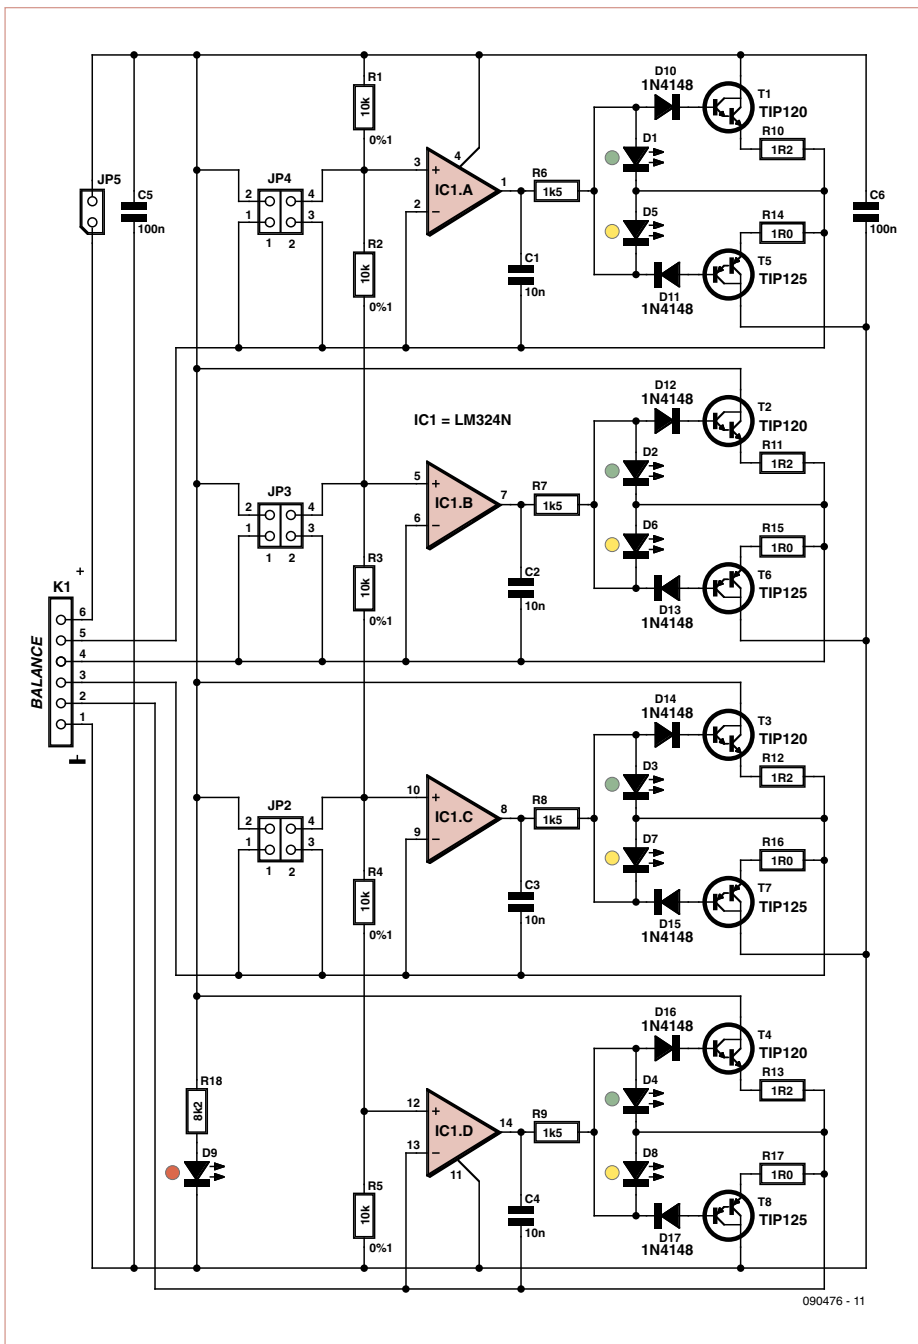 D10
1N4148
T1
TIP120
R1
10k
0%1
R10
1R2
JP5
4
D1
3
+
IC1.A
1
R6
1k5
C5
100n
JP4
2
4
1
3
1
2
2
–
R14
1R0
C6
100n
D5
R2
10k
0%1
C1
10n
T5
TIP125
D11
1N4148
D12
1N4148
T2
TIP120
IC1 = LM324N
R11
1R2
D2
5
+
IC1.B
7
R7
1k5
JP3
2
4
1
3
1
2
6
–
R15
1R0
D6
R3
10k
0%1
C2
10n
T6
TIP125
D13
1N4148
+
K1
BALANCE
6
5
4
3
2
1
D14
1N4148
T3
TIP120
R12
1R2
D3
10
+
IC1.C
8
R8
1k5
JP2
2
4
1
3
1
2
9
–
R16
1R0
D7
R4
10k
0%1
C3
10n
T7
TIP125
D15
1N4148
D16
1N4148
T4
TIP120
R18
8k2
R13
1R2
D4
12
+
IC1.D
14
R9
1k5
13
–
11
D9
R17
1R0
D8
R5
10k
0%1
C4
10n
T8
TIP125
D17
1N4148
090476 - 11